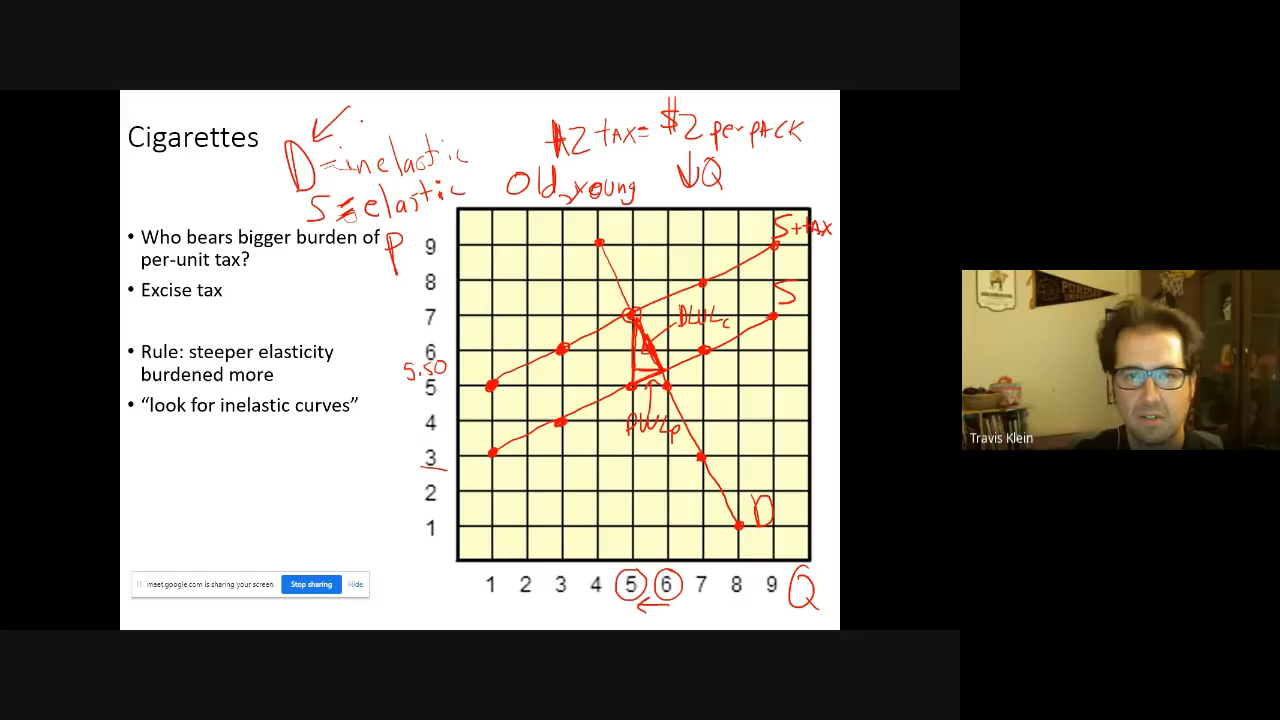 Cigarettes
D = inelastic
S = elastic
AZ tax = $2 per pack
↓Q
Old, young
• Who bears bigger burden of
per-unit tax?
• Excise tax
• Rule: steeper elasticity
burdened more
• “look for inelastic curves”
P
S+tAX
S
DWLc
DWLp
D
9
8
7
6
5.50
5
4
3
2
1
1 2 3 4 5 6 7 8 9 Q
meet.google.com is sharing your screen. Stop sharing Hide
PURDUE
Travis Klein